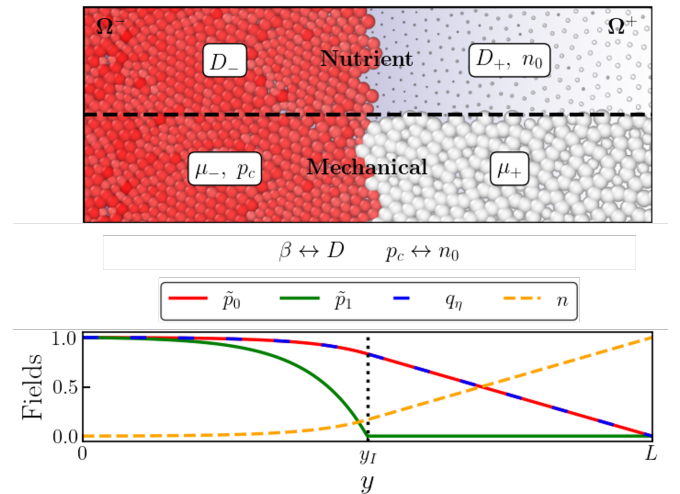 Ω⁻ Ω⁺
D₋ Nutrient D₊, n₀
μ₋, p_c Mechanical μ₊
β ↔ D p_c ↔ n₀
p̃₀ p̃₁ q_η n
Fields
1.0
0.5
0.0
0 y_I L
y